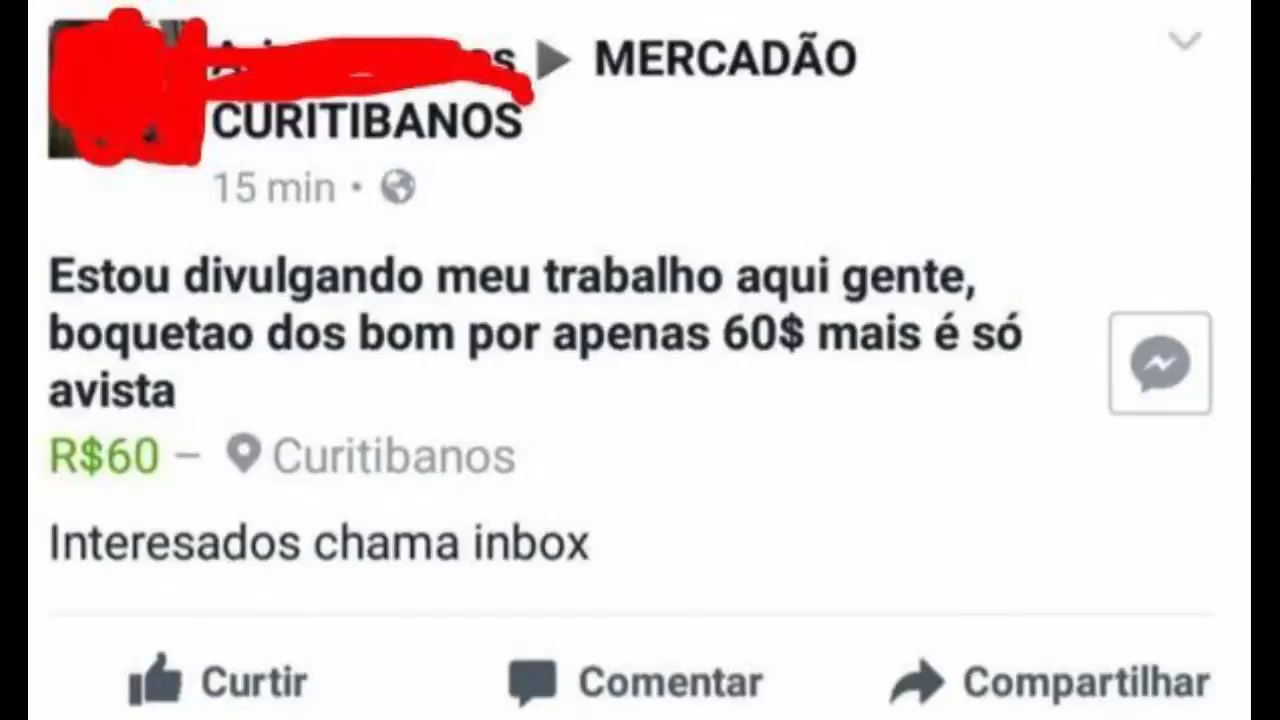 MERCADÃO
CURITIBANOS
15 min
Estou divulgando meu trabalho aqui gente,
boquetao dos bom por apenas 60$ mais é só
avista
R$60 – Curitibanos
Interesados chama inbox
Curtir Comentar Compartilhar